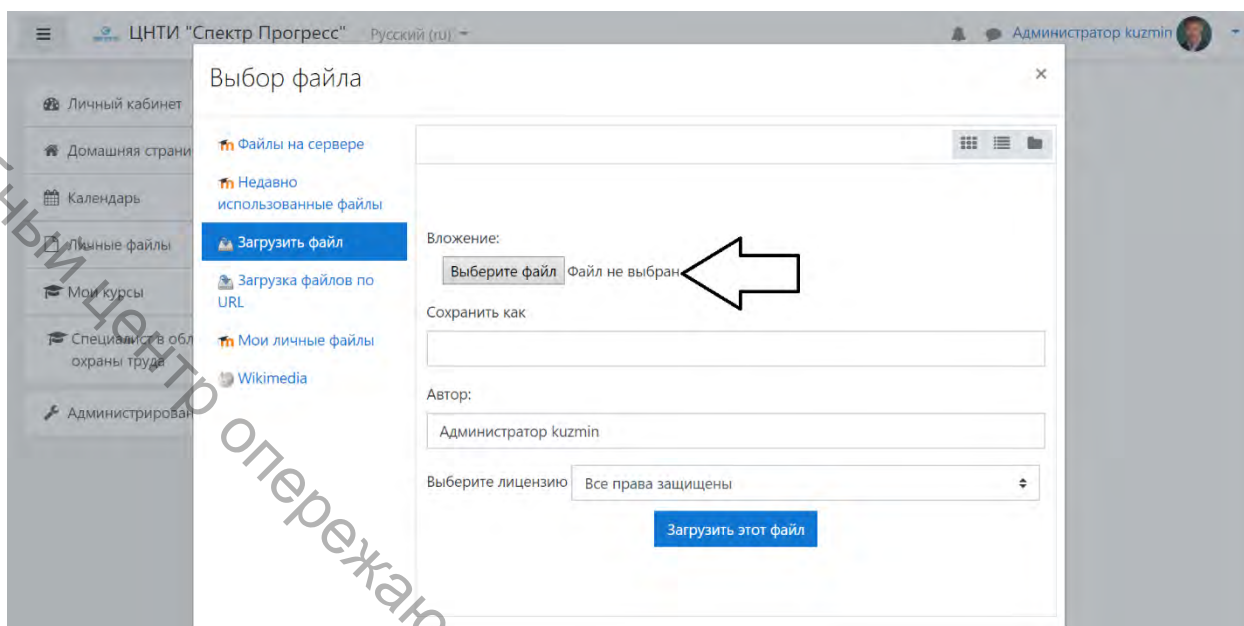 ЦНТИ "Спектр Прогресс"
Русский (ru)
Администратор kuzmin
Выбор файла
×
Личный кабинет
Домашняя страни
Календарь
Личные файлы
Мои курсы
Специалист в обл
охраны труда
Администрирован
Файлы на сервере
Недавно
использованные файлы
Загрузить файл
Загрузка файлов по
URL
Мои личные файлы
Wikimedia
Вложение:
Выберите файл Файл не выбран
Сохранить как
Автор:
Администратор kuzmin
Выберите лицензию Все права защищены
Загрузить этот файл
ный центр опережаю